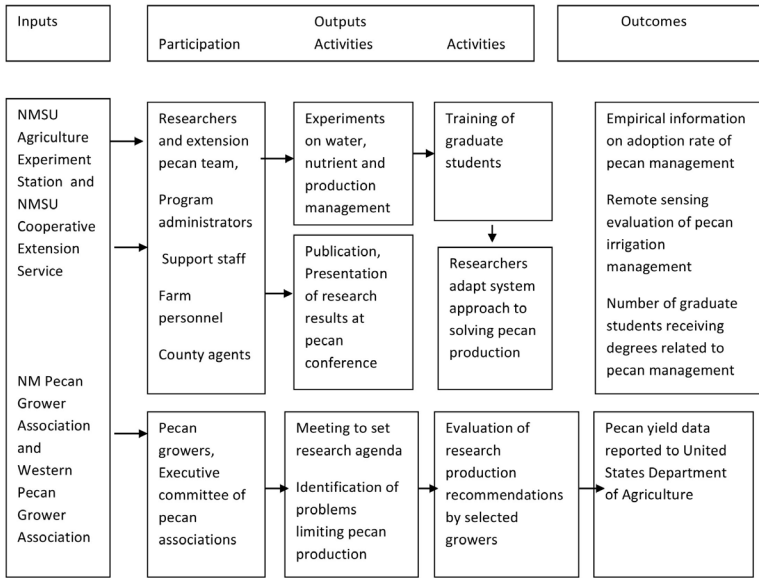 Inputs
Outputs
Participation
Activities
Activities
Outcomes
NMSU
Agriculture
Experiment
Station and
NMSU
Cooperative
Extension
Service
NM Pecan
Grower
Association
and
Western
Pecan
Grower
Association
Researchers
and extension
pecan team,
Program
administrators
Support staff
Farm
personnel
County agents
Experiments
on water,
nutrient and
production
management
Training of
graduate
students
Publication,
Presentation
of research
results at
pecan
conference
Researchers
adapt system
approach to
solving pecan
production
Empirical information
on adoption rate of
pecan management
Remote sensing
evaluation of pecan
irrigation
management
Number of graduate
students receiving
degrees related to
pecan management
Pecan
growers,
Executive
committee of
pecan
associations
Meeting to set
research agenda
Identification of
problems
limiting pecan
production
Evaluation of
research
production
recommendations
by selected
growers
Pecan yield data
reported to United
States Department
of Agriculture